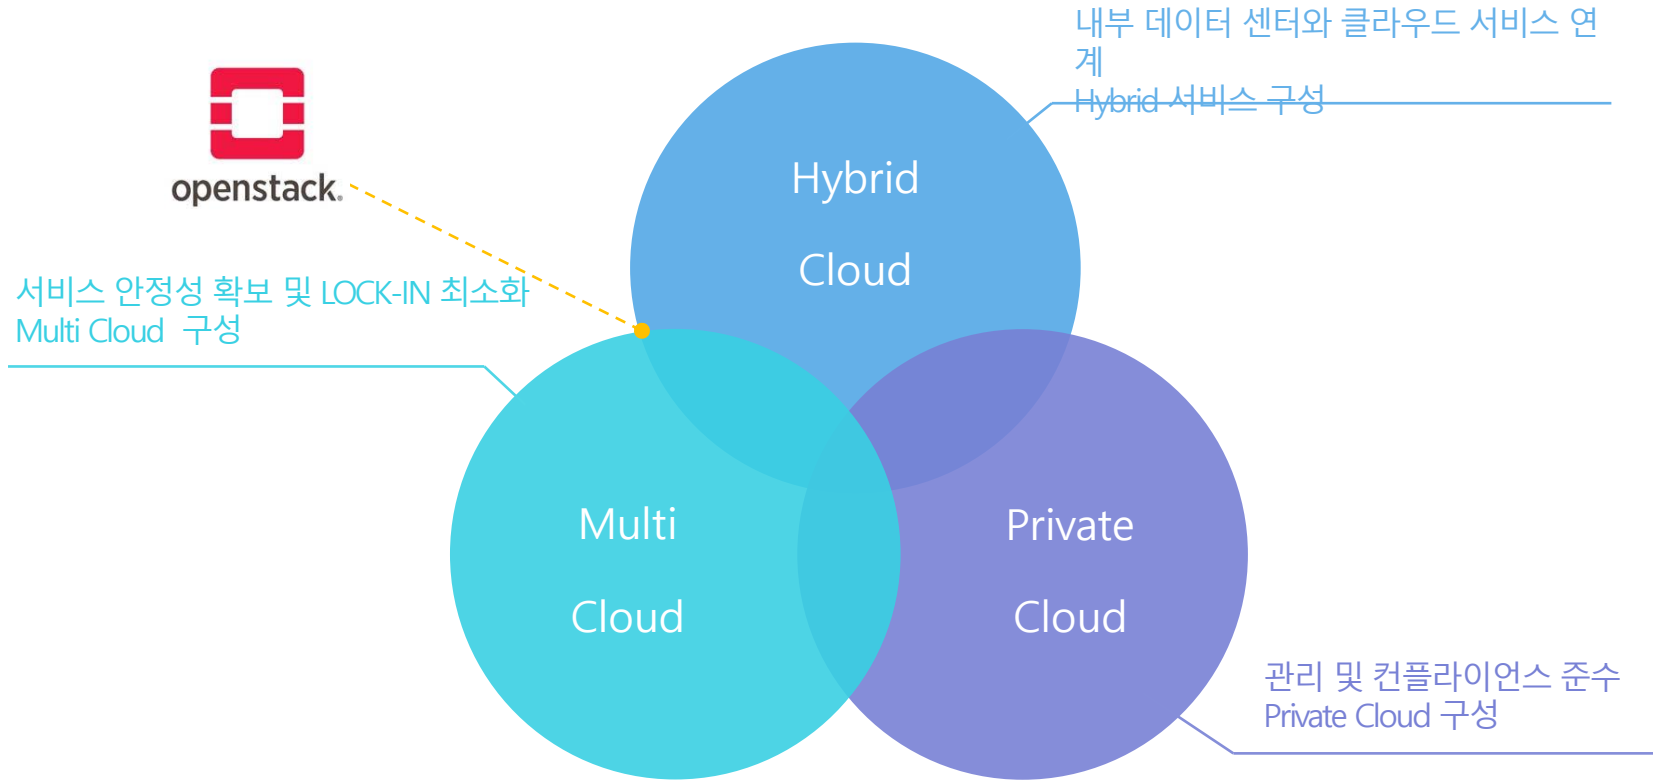 내부 데이터 센터와 클라우드 서비스 연
계
Hybrid 서비스 구성
openstack.
Hybrid
Cloud
서비스 안정성 확보 및 LOCK-IN 최소화
Multi Cloud 구성
Multi
Cloud
Private
Cloud
관리 및 컨플라이언스 준수
Private Cloud 구성